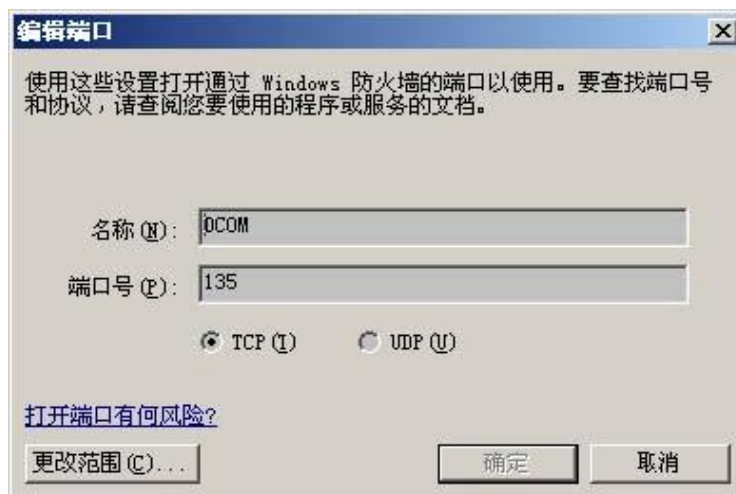 编辑端口
使用这些设置打开通过 Windows 防火墙的端口以使用。要查找端口号
和协议，请查阅您要使用的程序或服务的文档。
名称(N): DCOM
端口号(P): 135
TCP(T) UDP(U)
打开端口有何风险?
更改范围(C)... 确定 取消